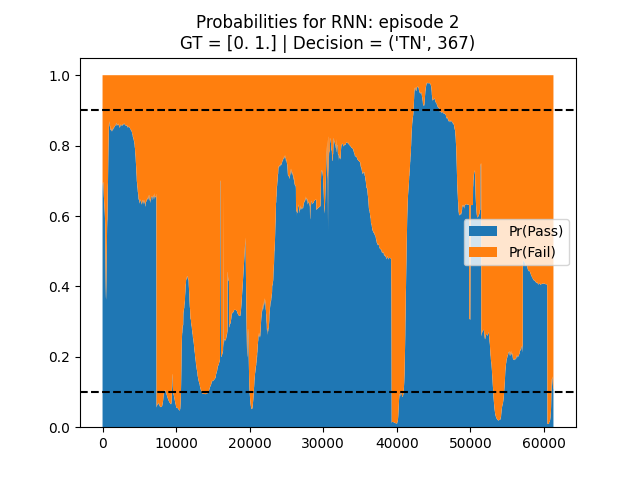 Probabilities for RNN: episode 2
GT = [0. 1.] | Decision = ('TN', 367)
1.0
0.8
0.6
0.4
0.2
0.0
Pr(Pass)
Pr(Fail)
0 10000 20000 30000 40000 50000 60000